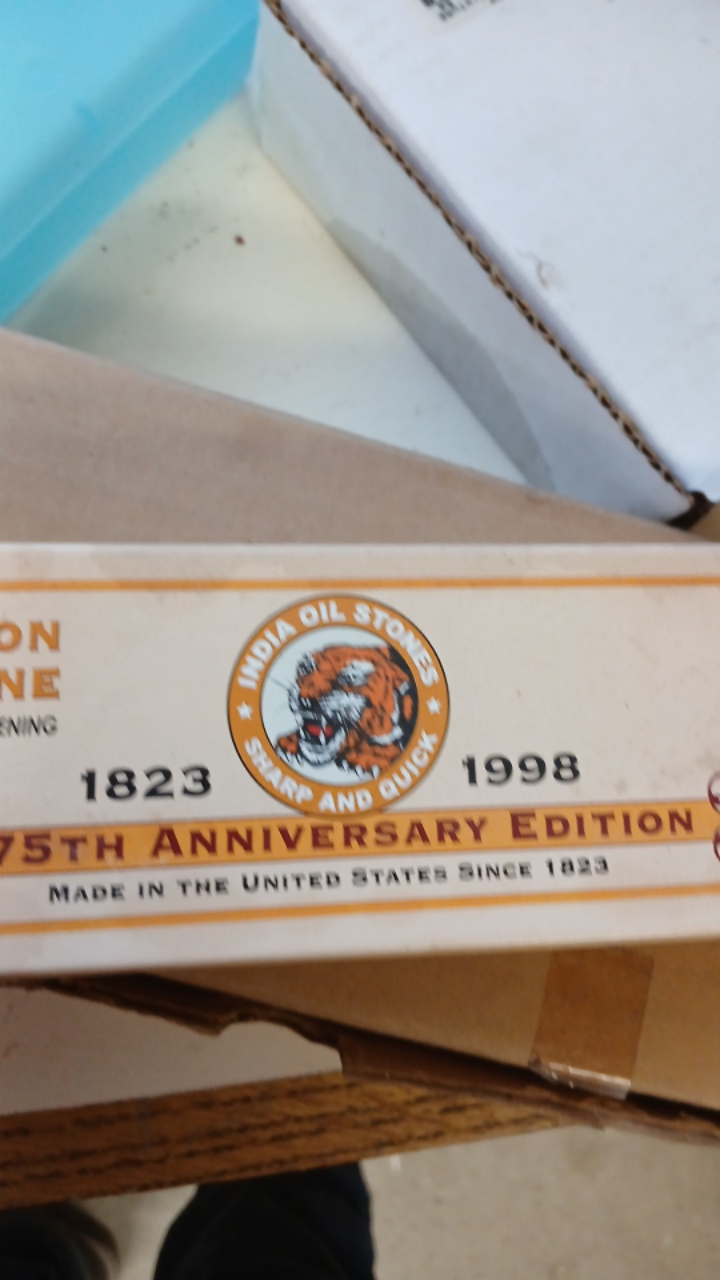 ON
NE
ENING
INDIA OIL STONES
SHARP AND QUICK
1823
1998
75TH ANNIVERSARY EDITION
MADE IN THE UNITED STATES SINCE 1823